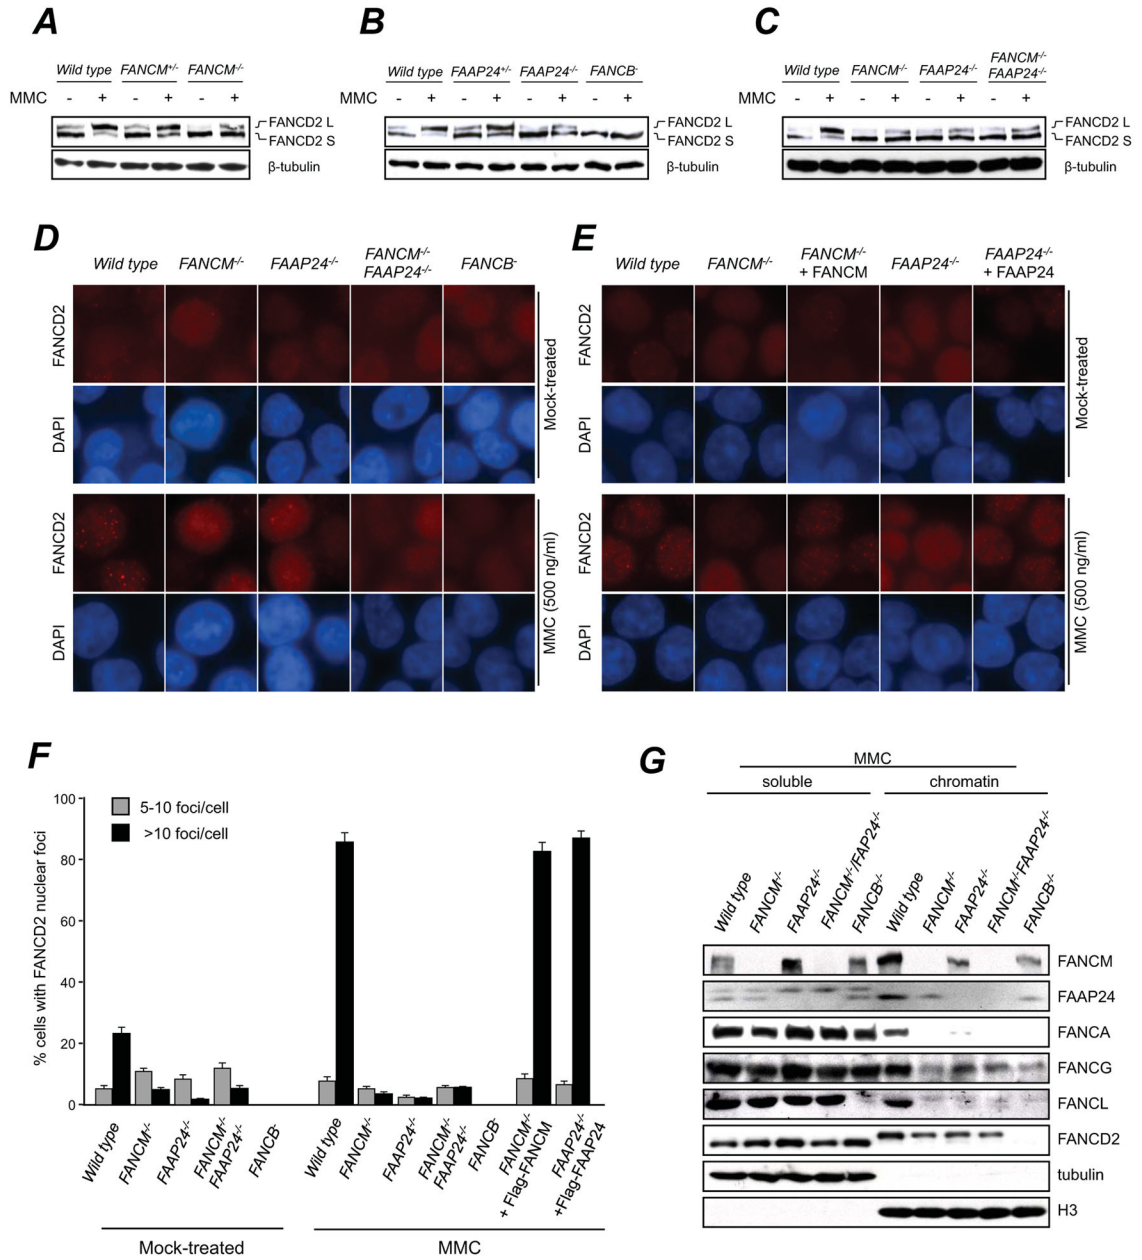 A
Wild type FANCM+/- FANCM-/-
MMC - + - + - +
FANCD2 L
FANCD2 S
β-tubulin
B
Wild type FAAP24+/- FAAP24-/- FANCB-
MMC - + - + - + - +
FANCD2 L
FANCD2 S
β-tubulin
C
Wild type FANCM-/- FAAP24-/- FANCM-/-
FAAP24-/-
MMC - + - + - + - +
FANCD2 L
FANCD2 S
β-tubulin
D
Wild type FANCM-/- FAAP24-/- FANCM-/-
FAAP24-/- FANCB-
FANCD2
DAPI
Mock-treated
FANCD2
DAPI
MMC (500 ng/ml)
E
Wild type FANCM-/- FANCM-/-
+ FANCM FAAP24-/- FAAP24-/-
+ FAAP24
FANCD2
DAPI
Mock-treated
FANCD2
DAPI
MMC (500 ng/ml)
F
% cells with FANCD2 nuclear foci
100
80
60
40
20
0
5-10 foci/cell
>10 foci/cell
Wild type
FANCM-/-
FAAP24-/-
FANCM-/-
FAAP24-/-
FANCB-
Wild type
FANCM-/-
FAAP24-/-
FANCM-/-
FAAP24-/-
FANCB-
FANCM-/-
+ Flag-FANCM
FAAP24-/-
+Flag-FAAP24
Mock-treated
MMC
G
MMC
soluble chromatin
Wild type
FANCM-/-
FAAP24-/-
FANCM-/-/FAP24-/-
FANCB-/-
Wild type
FANCM-/-
FAAP24-/-
FANCM-/-FAAP24-/-
FANCB-/-
FANCM
FAAP24
FANCA
FANCG
FANCL
FANCD2
tubulin
H3